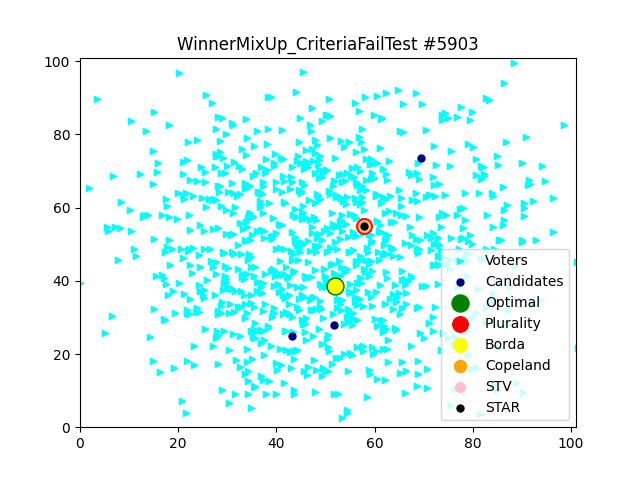 WinnerMixUp_CriteriaFailTest #5903
100
80
60
40
20
0
0 20 40 60 80 100
Voters
Candidates
Optimal
Plurality
Borda
Copeland
STV
STAR